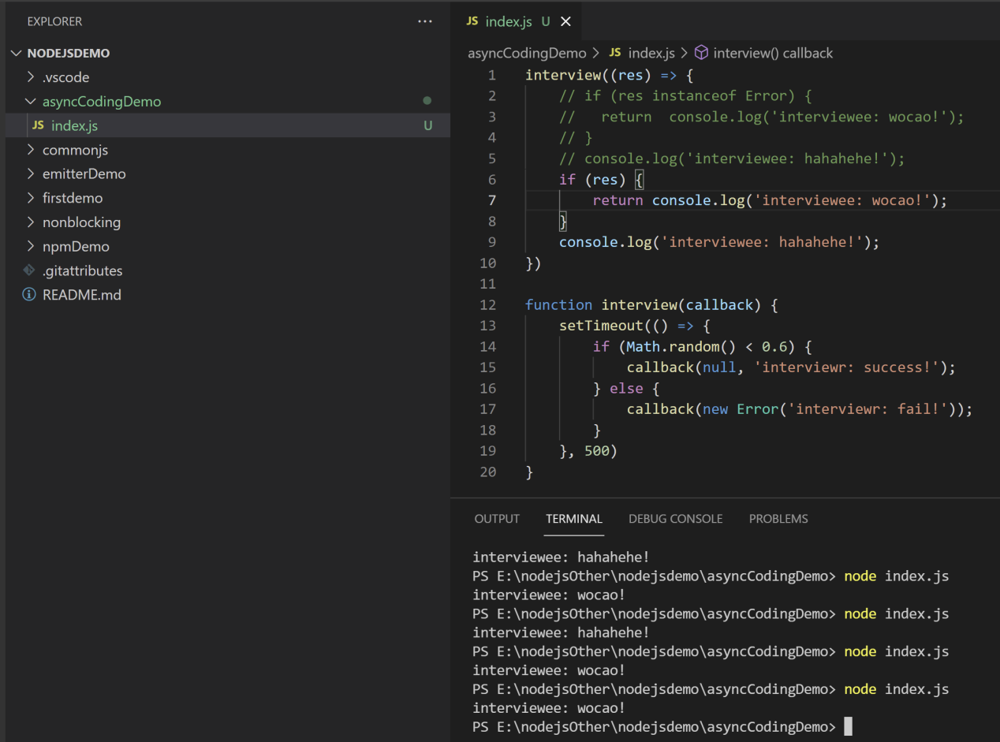 EXPLORER ...
NODEJSDEMO
.vscode
asyncCodingDemo
JS index.js U
commonjs
emitterDemo
firstdemo
nonblocking
npmDemo
.gitattributes
README.md
JS index.js U
asyncCodingDemo > JS index.js > interview() callback
1 interview((res) => {
2 // if (res instanceof Error) {
3 //   return  console.log('interviewee: wocao!');
4 // }
5 // console.log('interviewee: hahahehe!');
6 if (res) {
7 return console.log('interviewee: wocao!');
8 }
9 console.log('interviewee: hahahehe!');
10 })
11
12 function interview(callback) {
13 setTimeout(() => {
14 if (Math.random() < 0.6) {
15 callback(null, 'interviewr: success!');
16 } else {
17 callback(new Error('interviewr: fail!'));
18 }
19 }, 500)
20 }
OUTPUT TERMINAL DEBUG CONSOLE PROBLEMS
interviewee: hahahehe!
PS E:\nodejsOther\nodejsdemo\asyncCodingDemo> node index.js
interviewee: wocao!
PS E:\nodejsOther\nodejsdemo\asyncCodingDemo> node index.js
interviewee: hahahehe!
PS E:\nodejsOther\nodejsdemo\asyncCodingDemo> node index.js
interviewee: wocao!
PS E:\nodejsOther\nodejsdemo\asyncCodingDemo> node index.js
interviewee: wocao!
PS E:\nodejsOther\nodejsdemo\asyncCodingDemo>